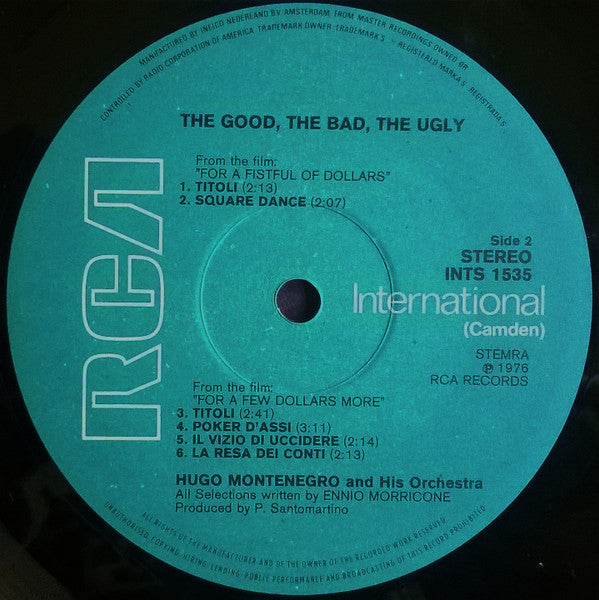 MANUFACTURED BY INELCO NEDERLAND BV AMSTERDAM, FROM MASTER RECORDINGS OWNED OR
CONTROLLED BY RADIO CORPORATION OF AMERICA TRADEMARK OWNER. TRADEMARK S - REGISTERED MARKA S - REGISTRADA S
THE GOOD, THE BAD, THE UGLY
From the film:
"FOR A FISTFUL OF DOLLARS"
1. TITOLI (2:13)
2. SQUARE DANCE (2:07)
RCA
Side 2
STEREO
INTS 1535
International
(Camden)
STEMRA
℗ 1976
RCA RECORDS
From the film:
"FOR A FEW DOLLARS MORE"
3. TITOLI (2:41)
4. POKER D'ASSI (3:11)
5. IL VIZIO DI UCCIDERE (2:14)
6. LA RESA DEI CONTI (2:13)
HUGO MONTENEGRO and His Orchestra
All Selections written by ENNIO MORRICONE
Produced by P. Santomartino
ALL RIGHTS OF THE MANUFACTURER AND OF THE OWNER OF THE RECORDED WORK RESERVED.
UNAUTHORISED, COPYING, HIRING, LENDING, PUBLIC PERFORMANCE AND BROADCASTING OF THIS RECORD PROHIBITED